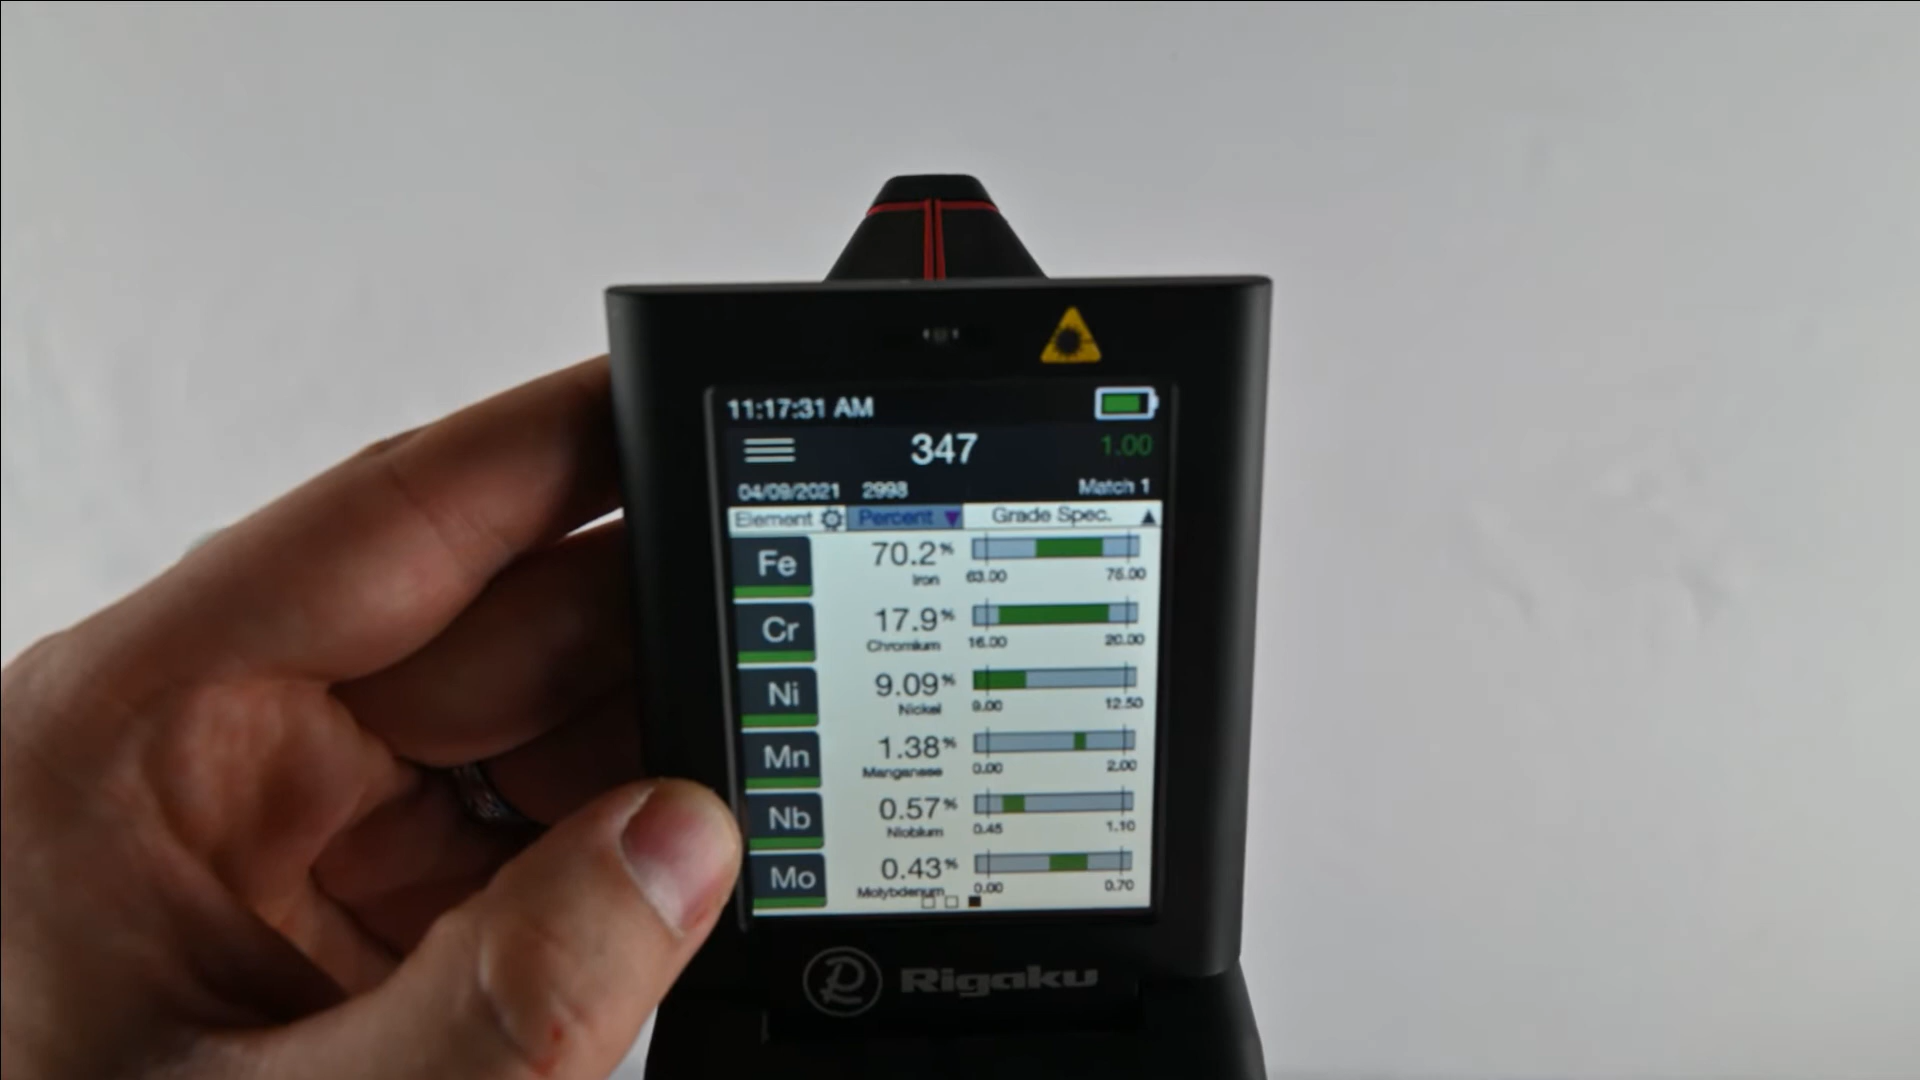 11:17:31 AM
347 1.00
04/09/2021 2998 Match 1
Element Percent Grade Spec.
Fe 70.2% Iron 63.00 75.00
Cr 17.9% Chromium 16.00 20.00
Ni 9.09% Nickel 9.00 12.50
Mn 1.38% Manganese 0.00 2.00
Nb 0.57% Niobium 0.45 1.10
Mo 0.43% Molybdenum 0.00 0.70
R Rigaku